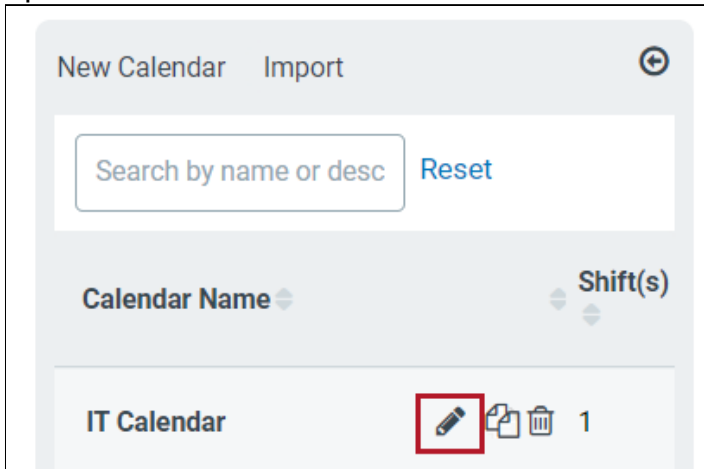 New Calendar Import
Search by name or desc Reset
Calendar Name Shift(s)
IT Calendar 1